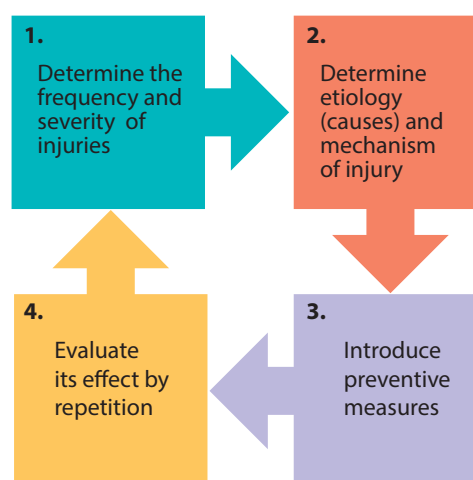 1.
Determine the
frequency and
severity of
injuries
2.
Determine
etiology
(causes) and
mechanism
of injury
3.
Introduce
preventive
measures
4.
Evaluate
its effect by
repetition